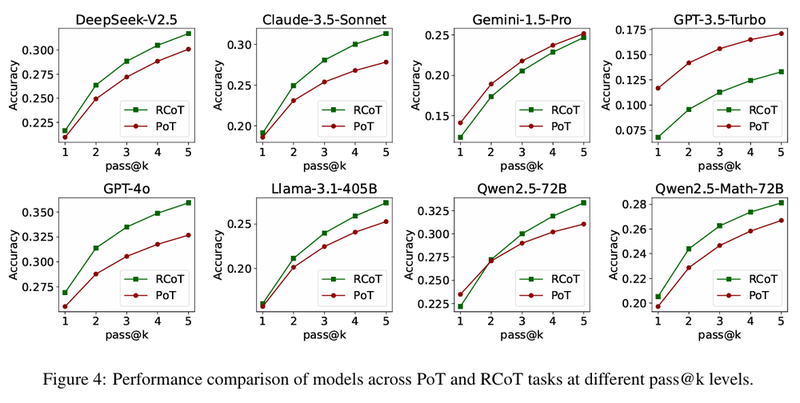 DeepSeek-V2.5
Accuracy
0.300
0.275
0.250
0.225
RCoT
PoT
1 2 3 4 5
pass@k
Claude-3.5-Sonnet
Accuracy
0.30
0.25
0.20
RCoT
PoT
1 2 3 4 5
pass@k
Gemini-1.5-Pro
Accuracy
0.25
0.20
0.15
RCoT
PoT
1 2 3 4 5
pass@k
GPT-3.5-Turbo
Accuracy
0.175
0.150
0.125
0.100
0.075
RCoT
PoT
1 2 3 4 5
pass@k
GPT-4o
Accuracy
0.350
0.325
0.300
0.275
RCoT
PoT
1 2 3 4 5
pass@k
Llama-3.1-405B
Accuracy
0.25
0.20
RCoT
PoT
1 2 3 4 5
pass@k
Qwen2.5-72B
Accuracy
0.325
0.300
0.275
0.250
0.225
RCoT
PoT
1 2 3 4 5
pass@k
Qwen2.5-Math-72B
Accuracy
0.28
0.26
0.24
0.22
0.20
RCoT
PoT
1 2 3 4 5
pass@k
Figure 4: Performance comparison of models across PoT and RCoT tasks at different pass@k levels.